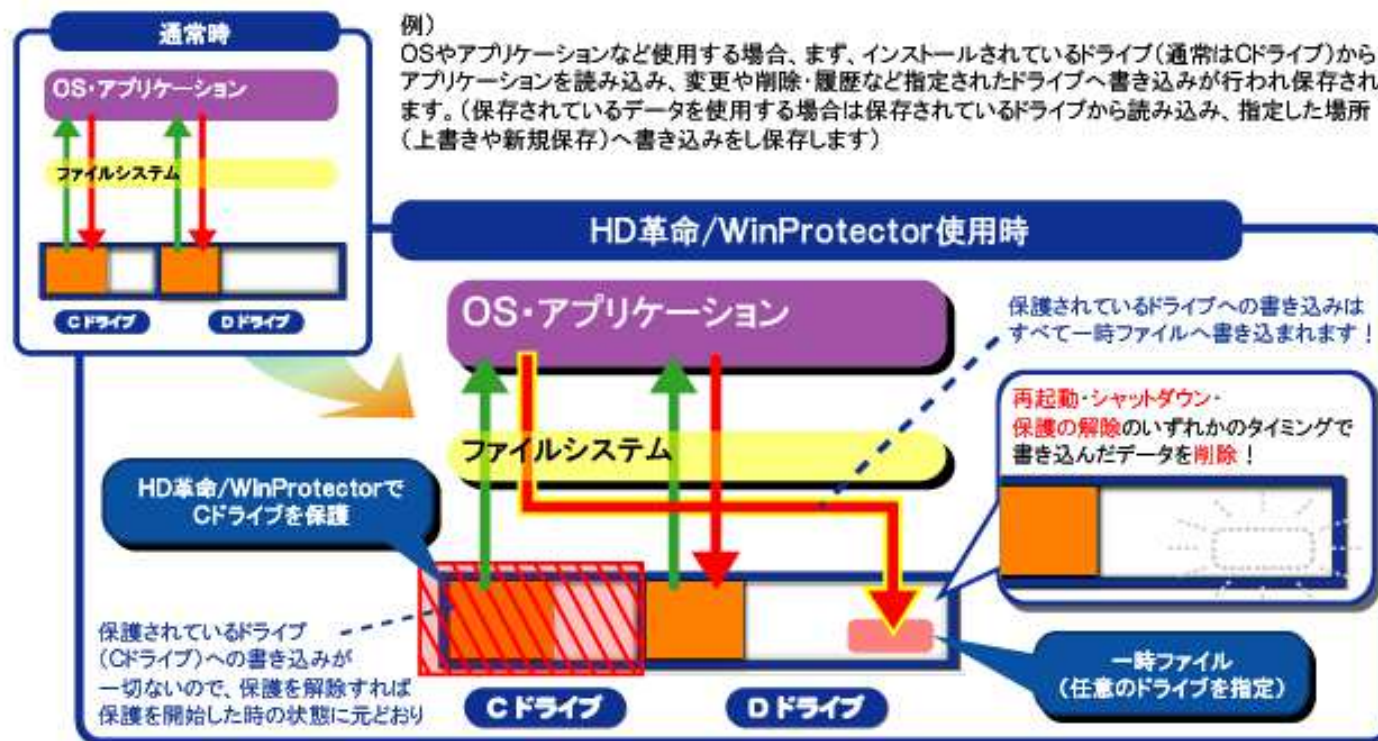 通常時
OS・アプリケーション
ファイルシステム
Cドライブ
Dドライブ
例）
OSやアプリケーションなど使用する場合、まず、インストールされているドライブ（通常はCドライブ）から
アプリケーションを読み込み、変更や削除・履歴など指定されたドライブへ書き込みが行われ保存され
ます。（保存されているデータを使用する場合は保存されているドライブから読み込み、指定した場所
（上書きや新規保存）へ書き込みをし保存します）
HD革命/WinProtector使用時
OS・アプリケーション
ファイルシステム
保護されているドライブへの書き込みは
すべて一時ファイルへ書き込まれます！
再起動・シャットダウン・
保護の解除のいずれかのタイミングで
書き込んだデータを削除！
HD革命/WinProtectorで
Cドライブを保護
保護されているドライブ
（Cドライブ）への書き込みが
一切ないので、保護を解除すれば
保護を開始した時の状態に元どおり
Cドライブ
Dドライブ
一時ファイル
（任意のドライブを指定）